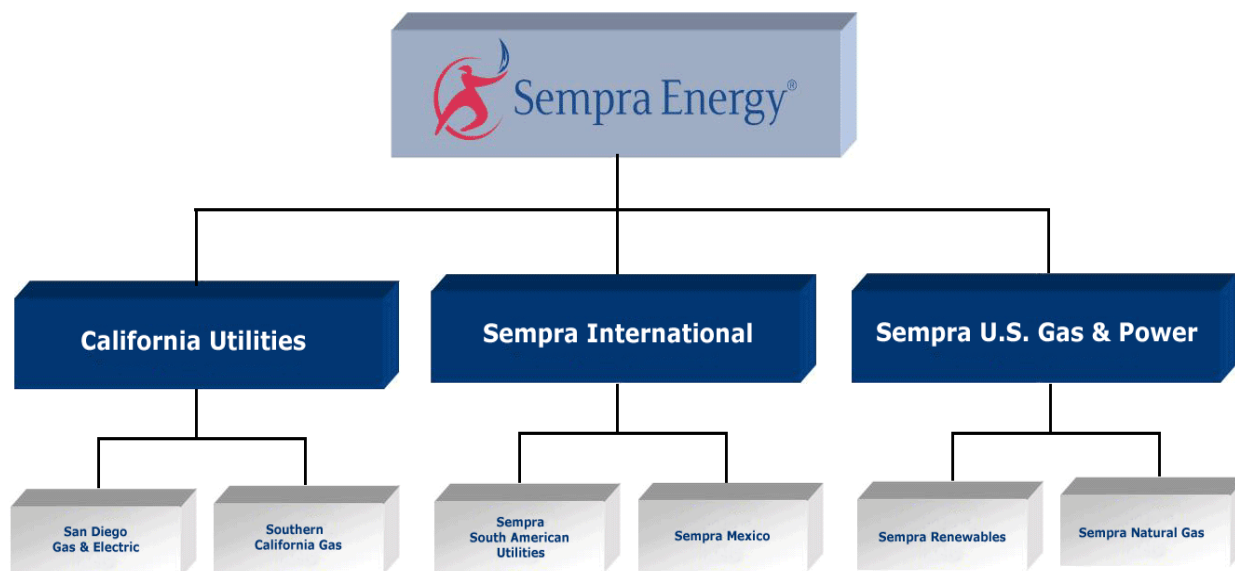 Sempra Energy®
California Utilities
Sempra International
Sempra U.S. Gas & Power
San Diego
Gas & Electric
Southern
California Gas
Sempra
South American
Utilities
Sempra Mexico
Sempra Renewables
Sempra Natural Gas